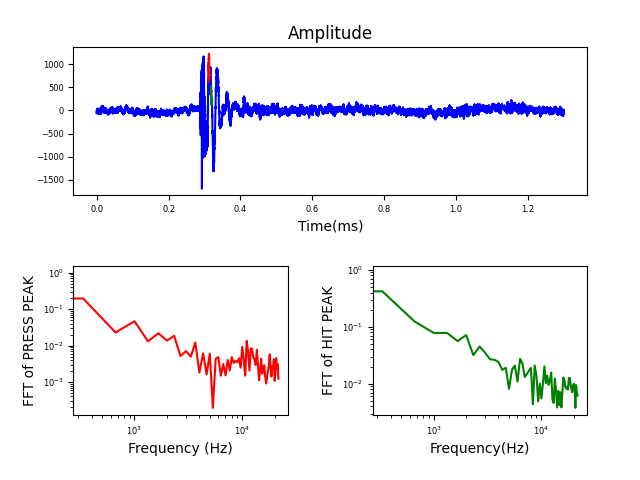 Amplitude
1000
500
0
−500
−1000
−1500
0.0 0.2 0.4 0.6 0.8 1.0 1.2
Time(ms)
FFT of PRESS PEAK
10⁰
10⁻¹
10⁻²
10⁻³
10³ 10⁴
Frequency (Hz)
FFT of HIT PEAK
10⁰
10⁻¹
10⁻²
10³ 10⁴
Frequency(Hz)